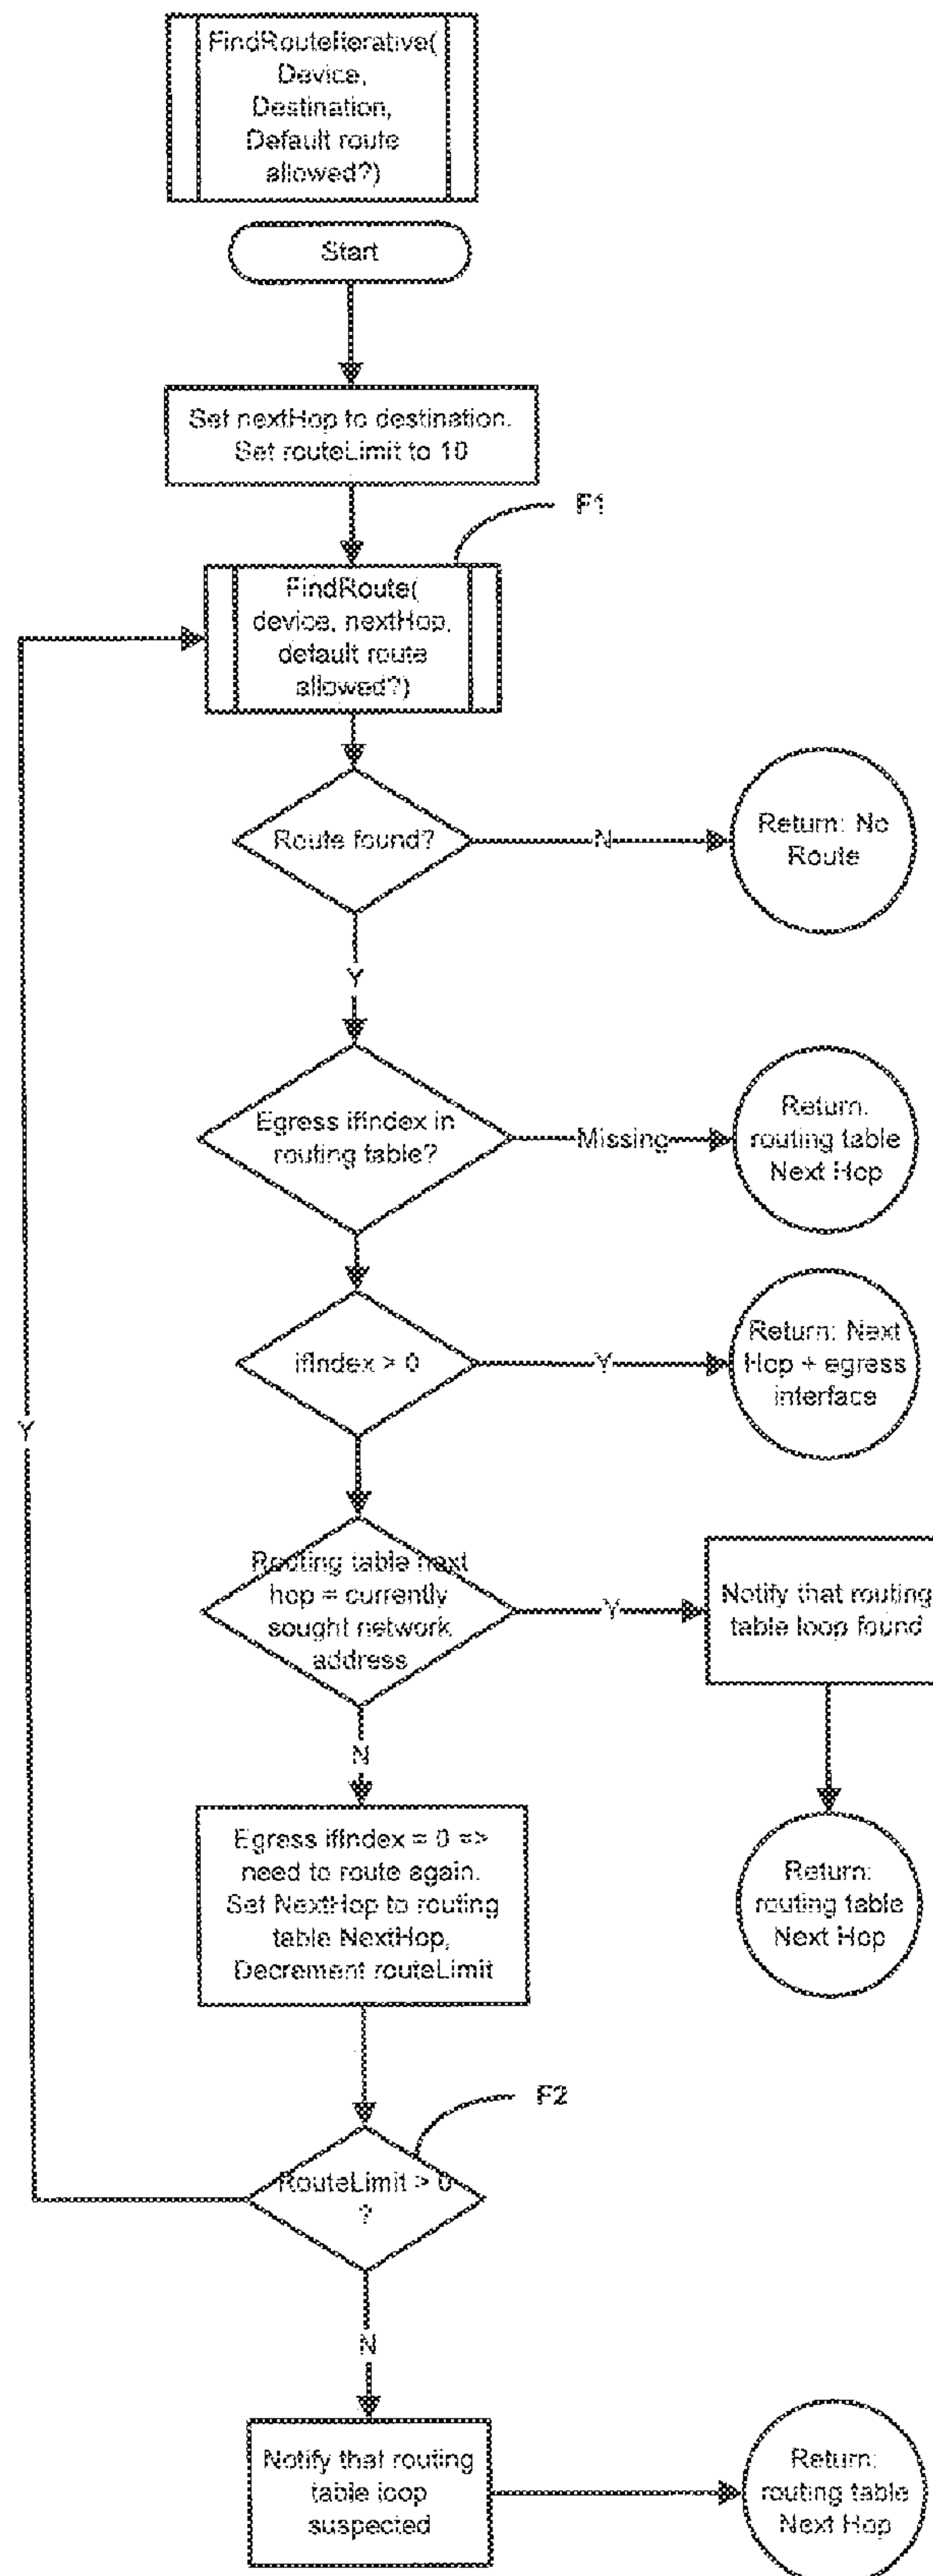 FindRouteIterative(
Device,
Destination,
Default route
allowed?)
Start
Set nextHop to destination.
Set routeLimit to 10
F1
FindRoute(
device, nextHop,
default route
allowed?)
Route found?
N
Return: No
Route
Y
Egress ifIndex in
routing table?
Missing
Return:
routing table
Next Hop
ifIndex > 0
Y
Return: Next
Hop + egress
interface
Y
Routing table next
hop = currently
sought network
address
Y
Notify that routing
table loop found
N
Return:
routing table
Next Hop
Egress ifIndex = 0 =>
need to route again.
Set NextHop to routing
table NextHop,
Decrement routeLimit
F2
RouteLimit > 0
?
N
Notify that routing
table loop
suspected
Return:
routing table
Next Hop